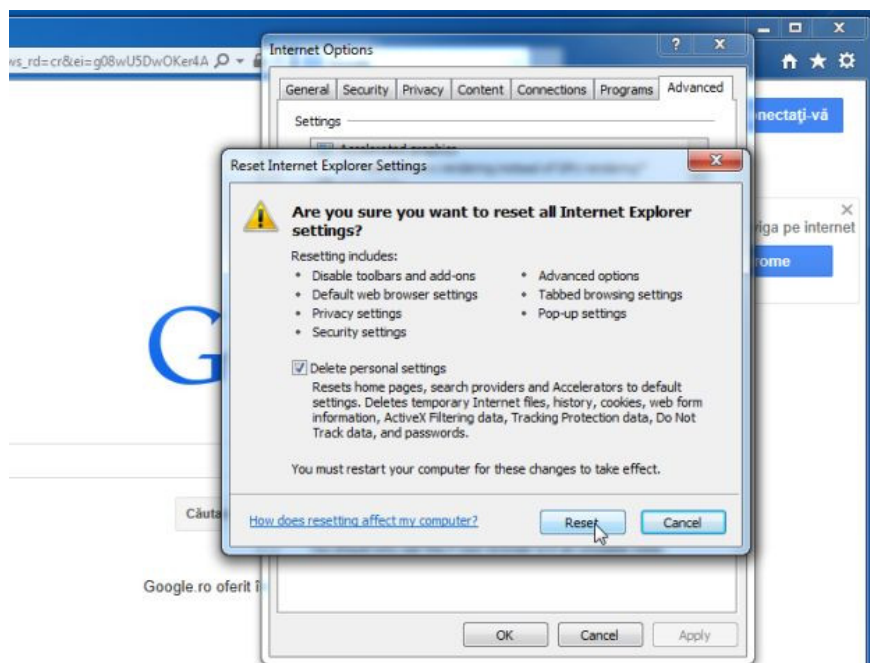 ws_rd=cr&ei=g08wU5DwOKer4A
Internet Options
General Security Privacy Content Connections Programs Advanced
nectaţi-vă
Settings
Accelerated graphics
Reset Internet Explorer Settings
Are you sure you want to reset all Internet Explorer
settings?
iga pe internet
rome
Resetting includes:
• Disable toolbars and add-ons • Advanced options
• Default web browser settings • Tabbed browsing settings
• Privacy settings • Pop-up settings
• Security settings
G
Delete personal settings
Resets home pages, search providers and Accelerators to default
settings. Deletes temporary Internet files, history, cookies, web form
information, ActiveX Filtering data, Tracking Protection data, Do Not
Track data, and passwords.
You must restart your computer for these changes to take effect.
Căuta
How does resetting affect my computer? Reset Cancel
Google.ro oferit î
OK Cancel Apply